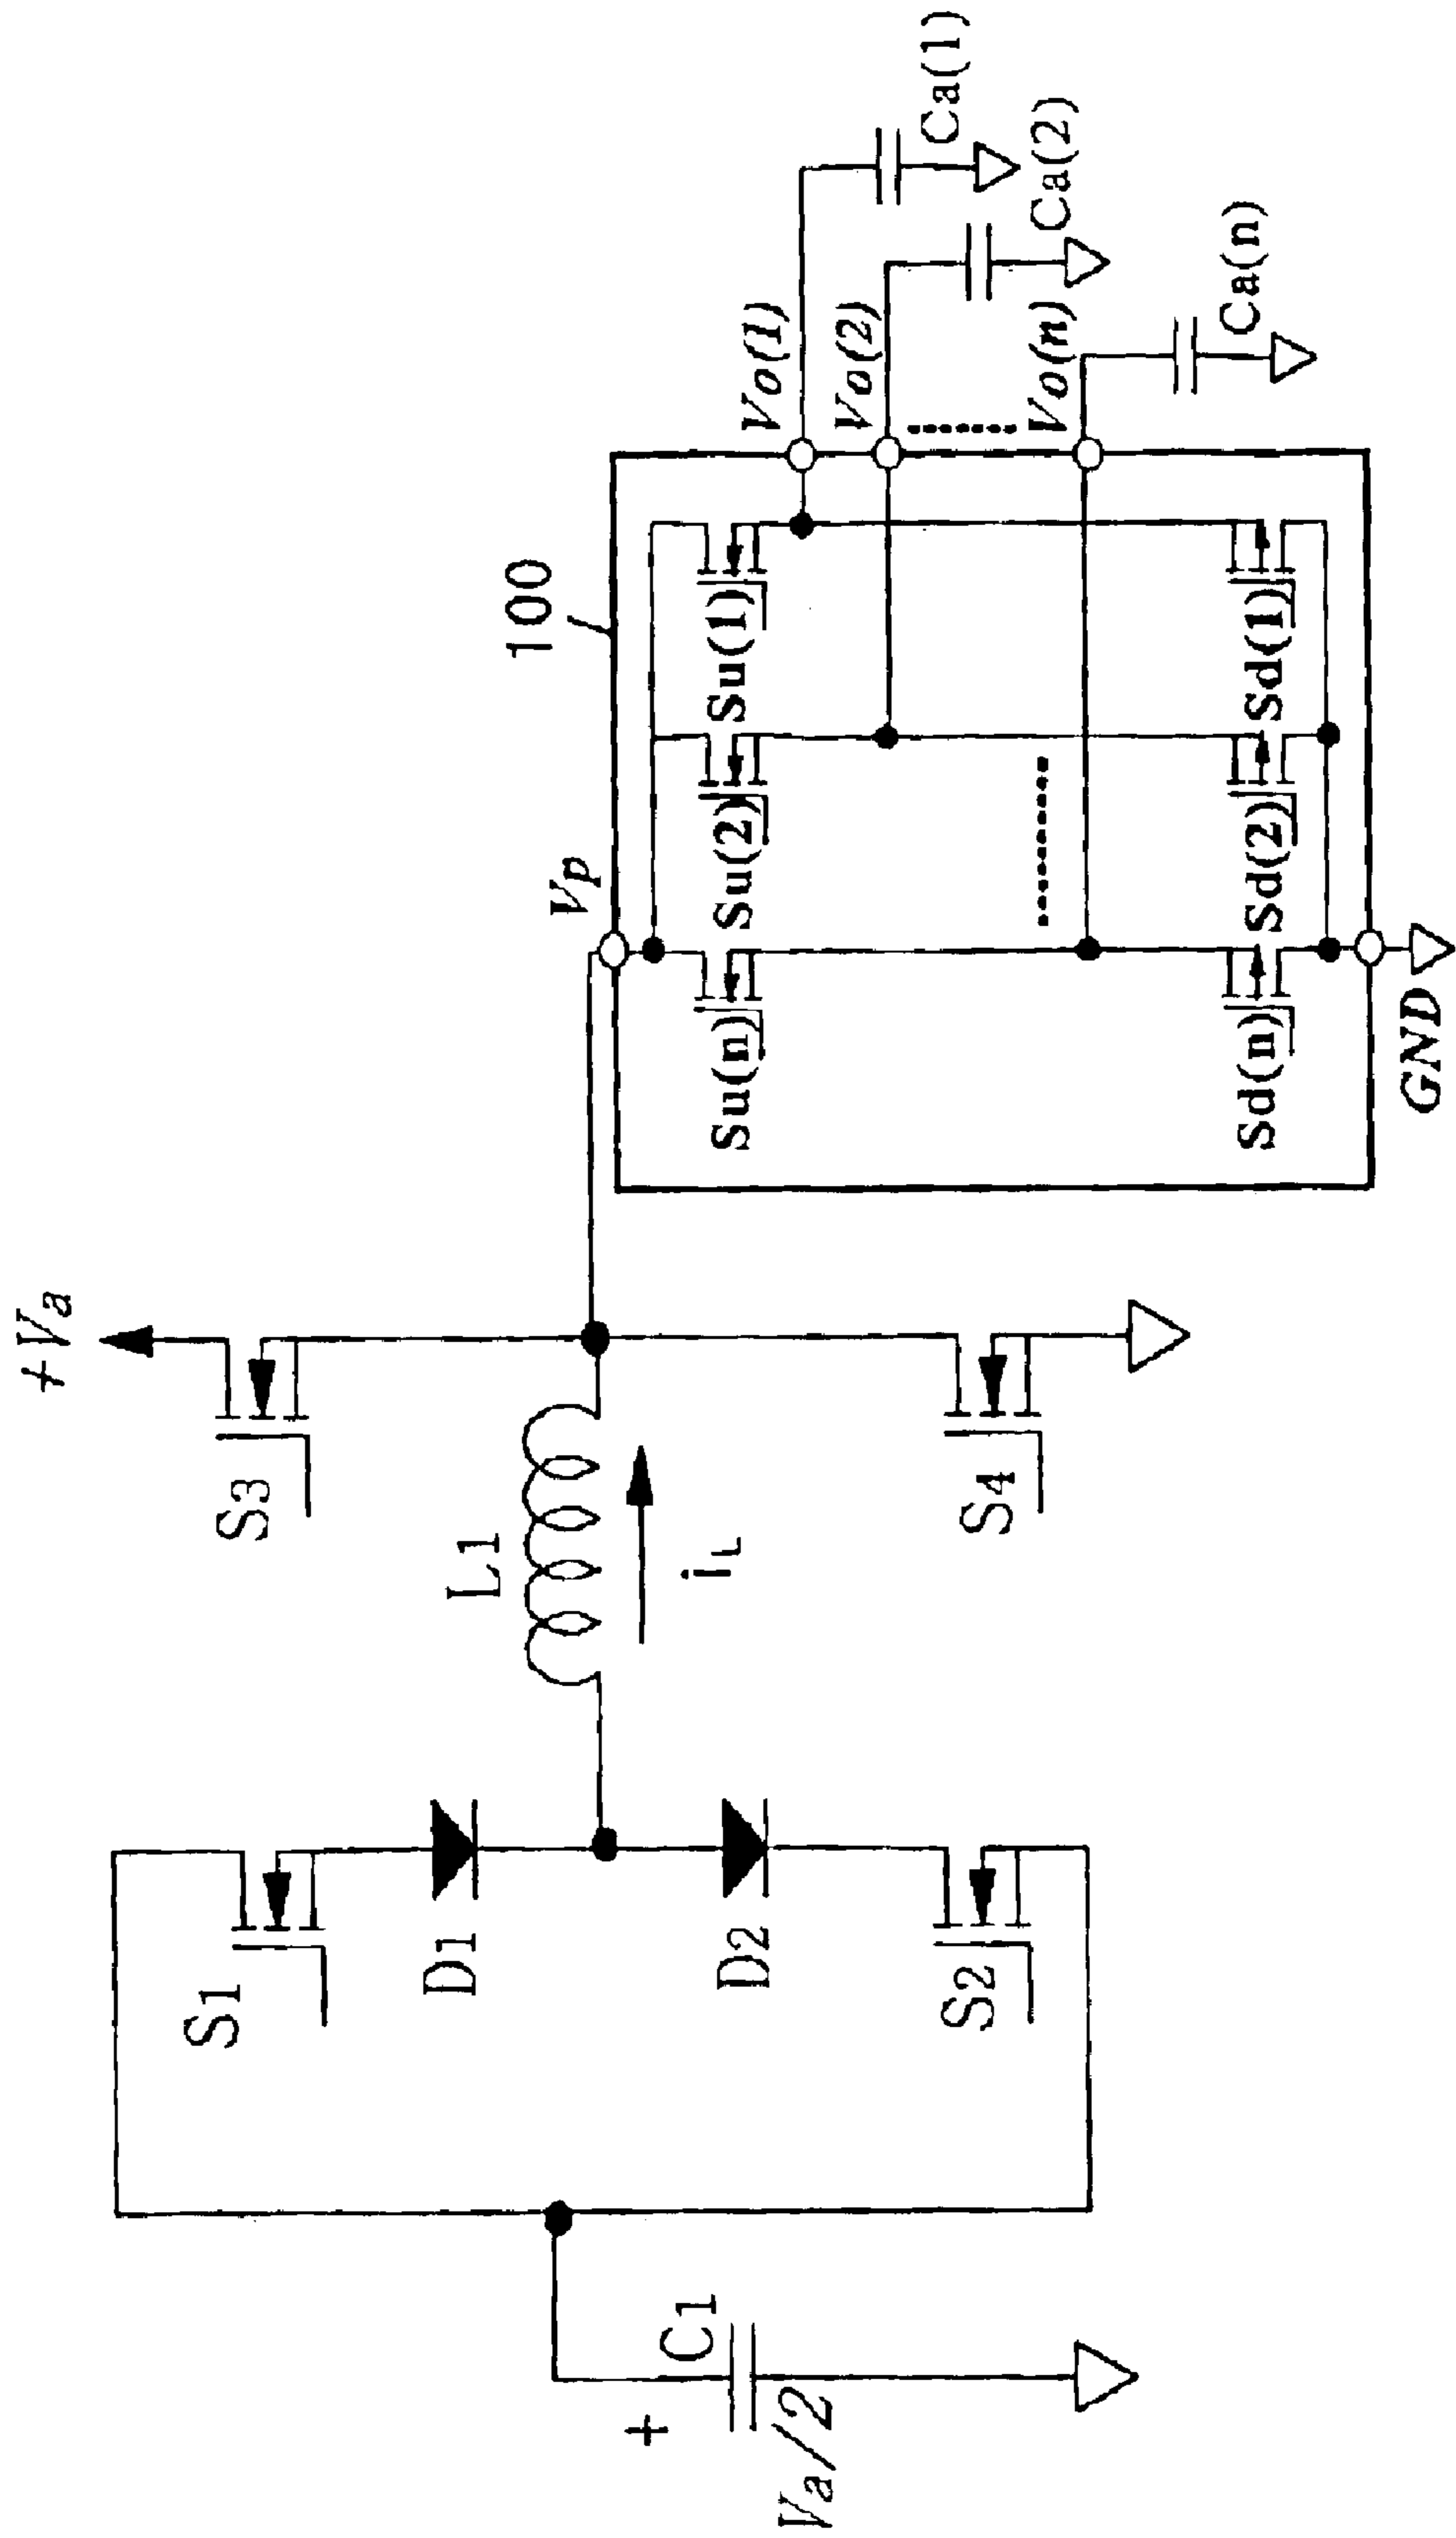 +Va
S1
S3
100
Vp
D1
L1
iL
D2
S2
S4
C1
+
Va/2
Su(n)
Su(2)
Su(1)
Sd(n)
Sd(2)
Sd(1)
GND
Vo(1)
Vo(2)
Vo(n)
Ca(1)
Ca(2)
Ca(n)